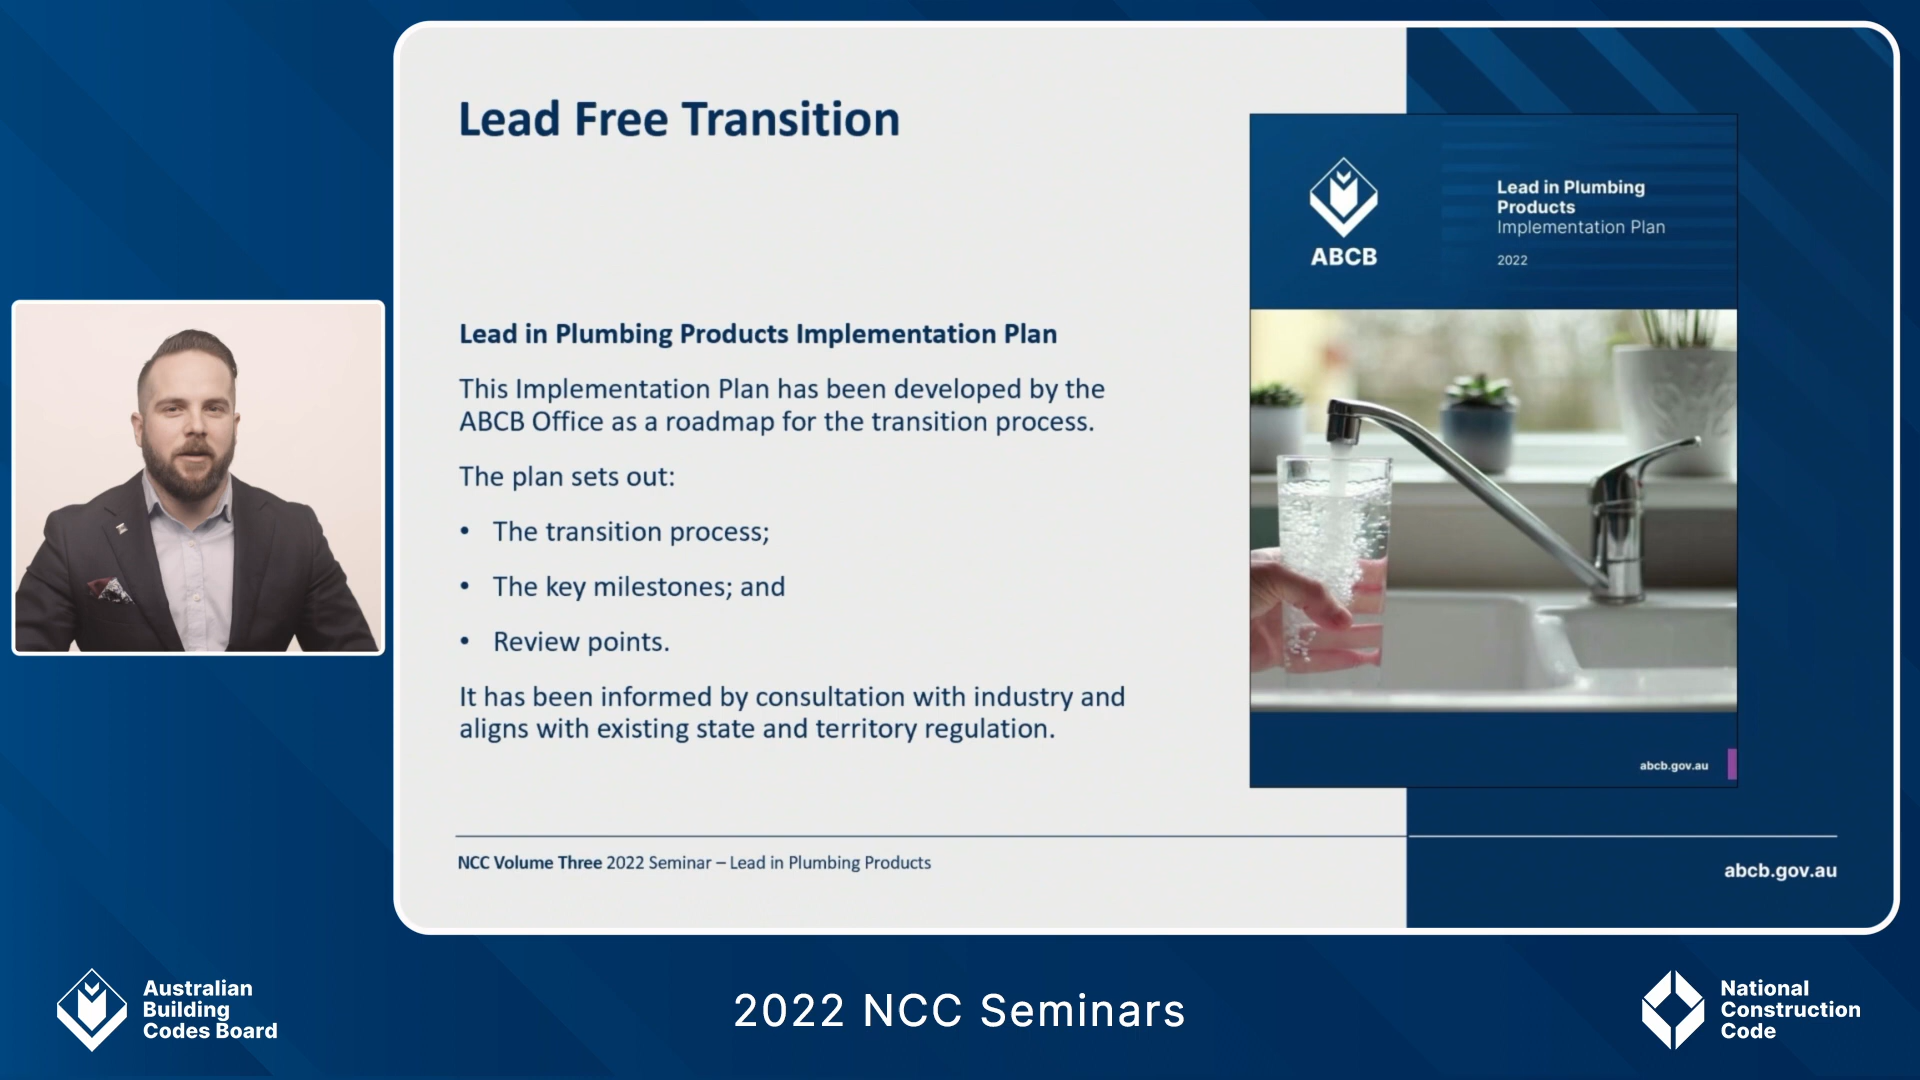 Lead Free Transition
Lead in Plumbing Products Implementation Plan
This Implementation Plan has been developed by the
ABCB Office as a roadmap for the transition process.
The plan sets out:
• The transition process;
• The key milestones; and
• Review points.
It has been informed by consultation with industry and
aligns with existing state and territory regulation.
ABCB
Lead in Plumbing
Products
Implementation Plan
2022
abcb.gov.au
NCC Volume Three 2022 Seminar – Lead in Plumbing Products
abcb.gov.au
Australian
Building
Codes Board
2022 NCC Seminars
National
Construction
Code